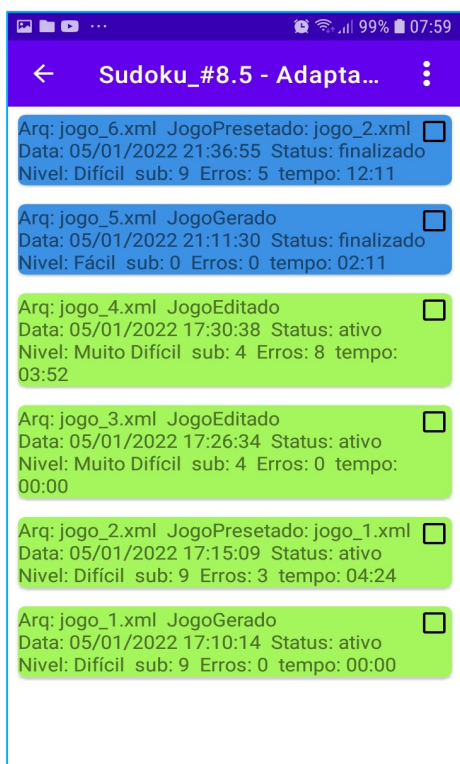 99% 07:59
Sudoku_#8.5 - Adapta...
Arq: jogo_6.xml JogoPresetado: jogo_2.xml
Data: 05/01/2022 21:36:55 Status: finalizado
Nivel: Difícil sub: 9 Erros: 5 tempo: 12:11
Arq: jogo_5.xml JogoGerado
Data: 05/01/2022 21:11:30 Status: finalizado
Nivel: Fácil sub: 0 Erros: 0 tempo: 02:11
Arq: jogo_4.xml JogoEditado
Data: 05/01/2022 17:30:38 Status: ativo
Nivel: Muito Difícil sub: 4 Erros: 8 tempo:
03:52
Arq: jogo_3.xml JogoEditado
Data: 05/01/2022 17:26:34 Status: ativo
Nivel: Muito Difícil sub: 4 Erros: 0 tempo:
00:00
Arq: jogo_2.xml JogoPresetado: jogo_1.xml
Data: 05/01/2022 17:15:09 Status: ativo
Nivel: Difícil sub: 9 Erros: 3 tempo: 04:24
Arq: jogo_1.xml JogoGerado
Data: 05/01/2022 17:10:14 Status: ativo
Nivel: Difícil sub: 9 Erros: 0 tempo: 00:00